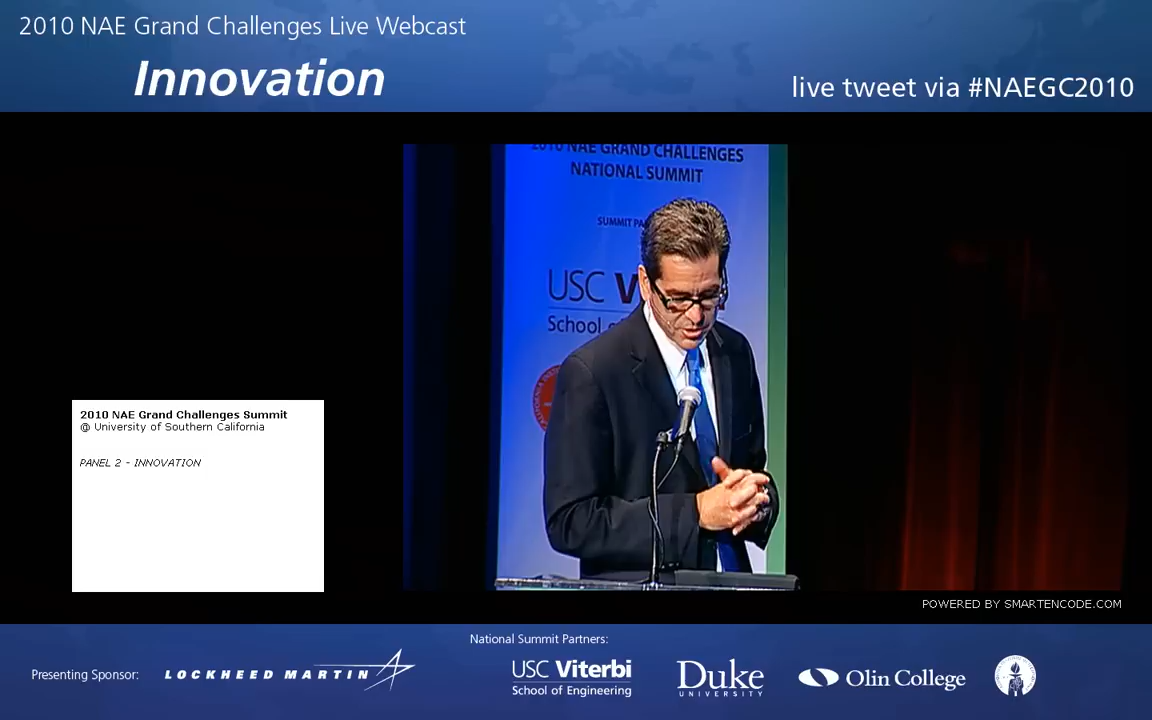 2010 NAE Grand Challenges Live Webcast
Innovation
live tweet via #NAEGC2010
2010 NAE GRAND CHALLENGES
NATIONAL SUMMIT
SUMMIT
USC
School
2010 NAE Grand Challenges Summit
@ University of Southern California
PANEL 2 - INNOVATION
POWERED BY SMARTENCODE.COM
National Summit Partners:
Presenting Sponsor:
LOCKHEED MARTIN
USC Viterbi
School of Engineering
Duke
UNIVERSITY
Olin College